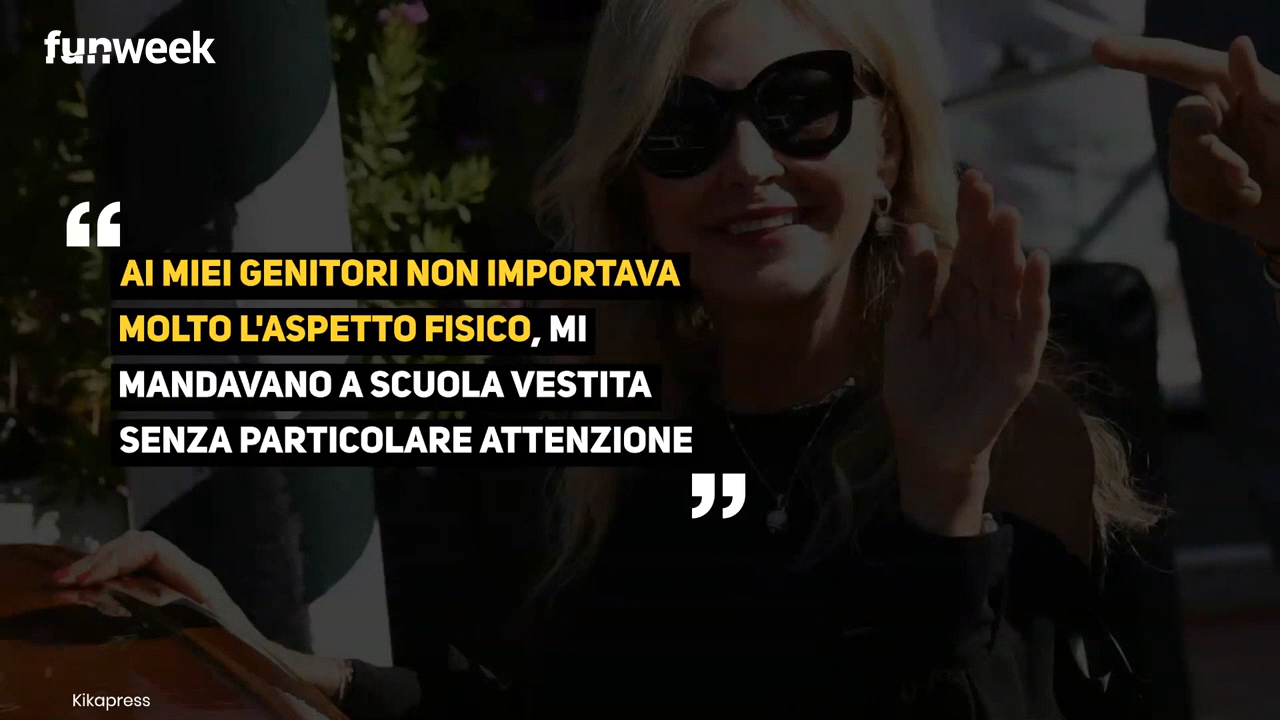 funweek
“
AI MIEI GENITORI NON IMPORTAVA
MOLTO L'ASPETTO FISICO, MI
MANDAVANO A SCUOLA VESTITA
SENZA PARTICOLARE ATTENZIONE
”
Kikapress